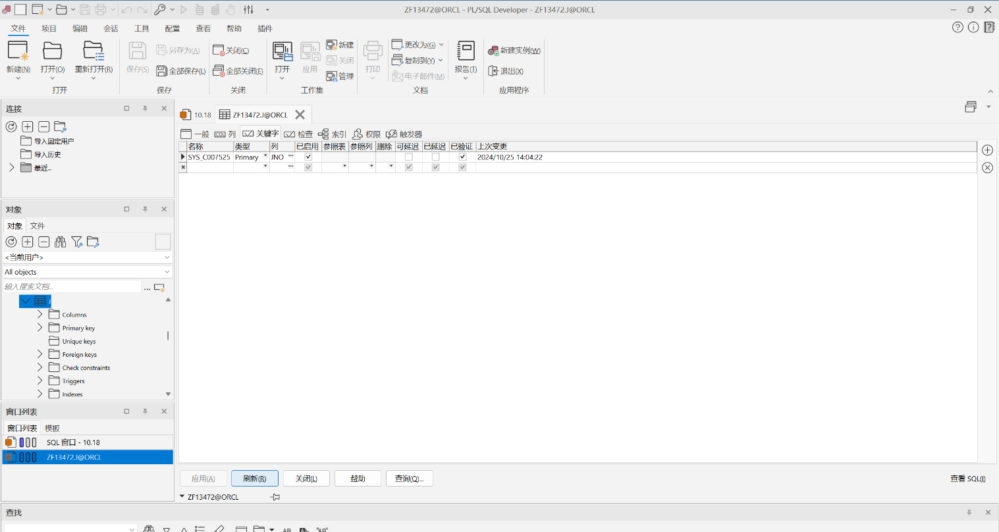 ZF13472@ORCL - PL/SQL Developer - ZF13472.J@ORCL
文件 项目 编辑 会话 工具 配置 查看 帮助 插件
新建(N) 打开(O) 重新打开(R) 保存(S) 另存为(A) 全部保存(L) 关闭(C) 全部关闭(E) 打开 应用 新建 关闭 管理 打印 更改为(G) 复制到(Y) 电子邮件(M) 报告(T) 新建实例(W) 退出(X)
打开 保存 关闭 工作集 文档 应用程序
连接
导入固定用户
导入历史
最近..
对象
对象 文件
<当前用户>
All objects
输入搜索文档...
...
J
Columns
Primary key
Unique keys
Foreign keys
Check constraints
Triggers
Indexes
窗口列表
窗口列表 模板
SQL 窗口 - 10.18
ZF13472.J@ORCL
10.18 ZF13472.J@ORCL
一般 COL 列 关键字 检查 索引 权限 触发器
名称 类型 列 已启用 参照表 参照列 删除 可延迟 已延迟 已验证 上次变更
SYS_C007525 Primary JNO ... 2024/10/25 14:04:22
* ...
应用(A) 刷新(R) 关闭(L) 帮助 查询(Q)... 查看 SQL(I)
ZF13472@ORCL
查找
AB "AB"